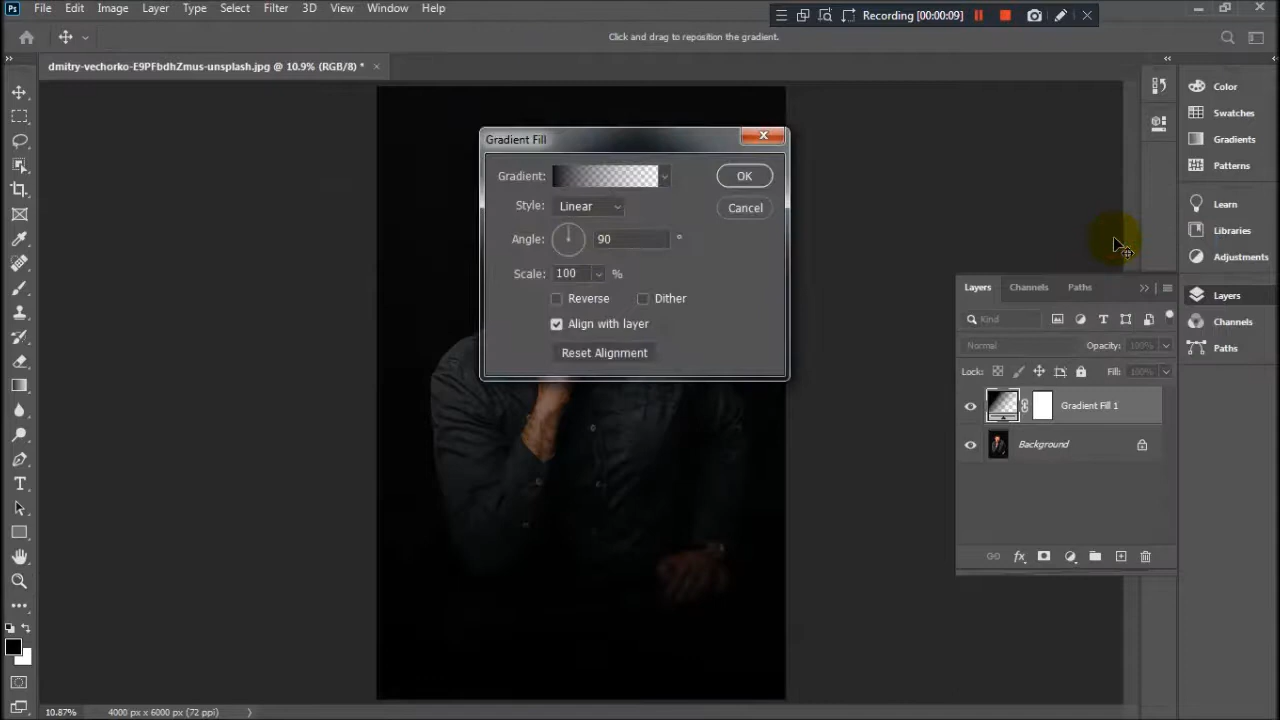 Ps File Edit Image Layer Type Select Filter 3D View Window Help
Recording [00:00:09]
Click and drag to reposition the gradient.
dmitry-vechorko-E9PFbdhZmus-unsplash.jpg @ 10.9% (RGB/8) *
Gradient Fill
Gradient:
OK
Style: Linear
Cancel
Angle: 90 °
Scale: 100 %
Reverse Dither
Align with layer
Reset Alignment
Color
Swatches
Gradients
Patterns
Learn
Libraries
Adjustments
Layers
Channels
Paths
Layers Channels Paths
Kind
Normal Opacity: 100%
Lock: Fill: 100%
Gradient Fill 1
Background
fx
10.87% 4000 px x 6000 px (72 ppi)